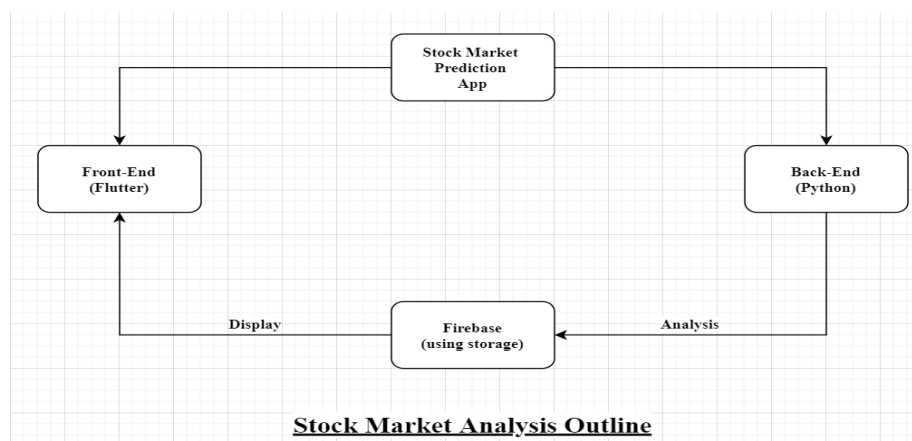 Stock Market
Prediction
App
Front-End
(Flutter)
Back-End
(Python)
Display
Firebase
(using storage)
Analysis
Stock Market Analysis Outline